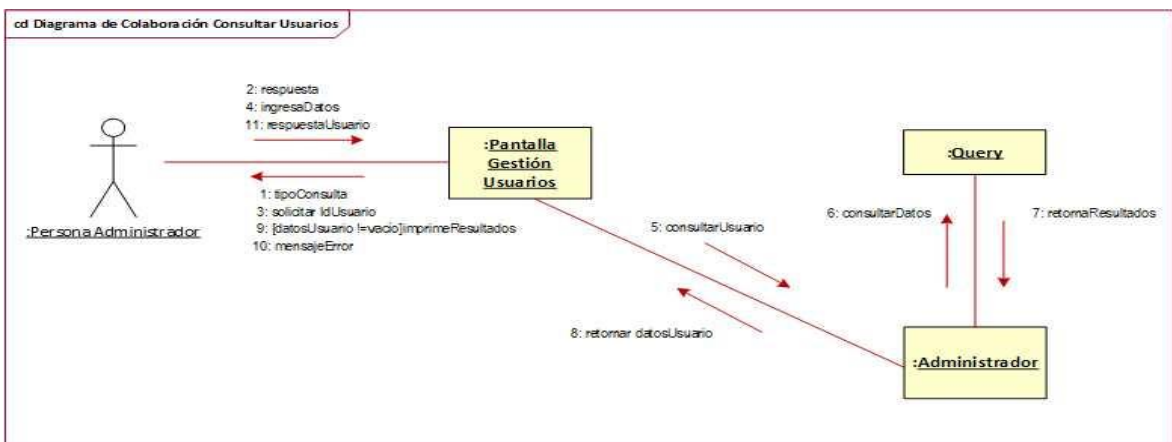 cd Diagrama de Colaboración Consultar Usuarios
2: respuesta
4: ingresaDatos
11: respuestaUsuario
:Pantalla
Gestión
Usuarios
:Query
1: tipoConsulta
3: solicitar IdUsuario
9: [datosUsuario !=vacio]imprimeResultados
10: mensajeError
:Persona Administrador
5: consultarUsuario
6: consultarDatos
7: retornaResultados
8: retornar datosUsuario
:Administrador